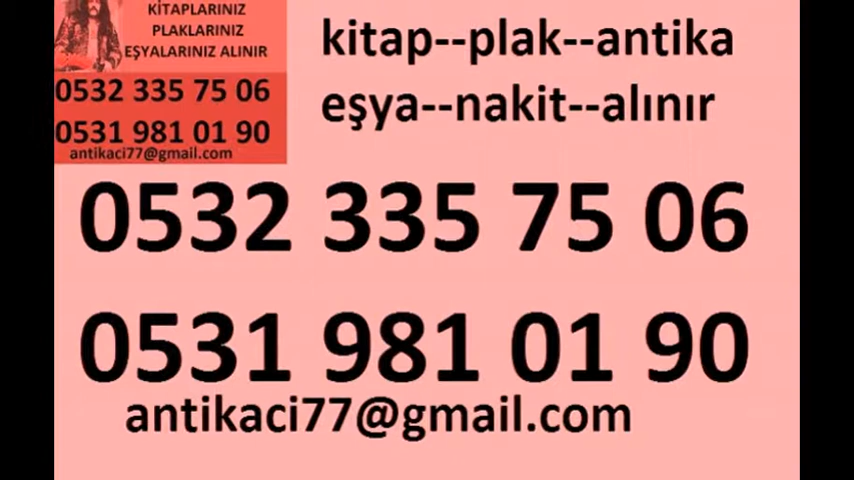 KİTAPLARINIZ
PLAKLARINIZ
EŞYALARINIZ ALINIR
0532 335 75 06
0531 981 01 90
antikaci77@gmail.com
kitap--plak--antika
eşya--nakit--alınır
0532 335 75 06
0531 981 01 90
antikaci77@gmail.com